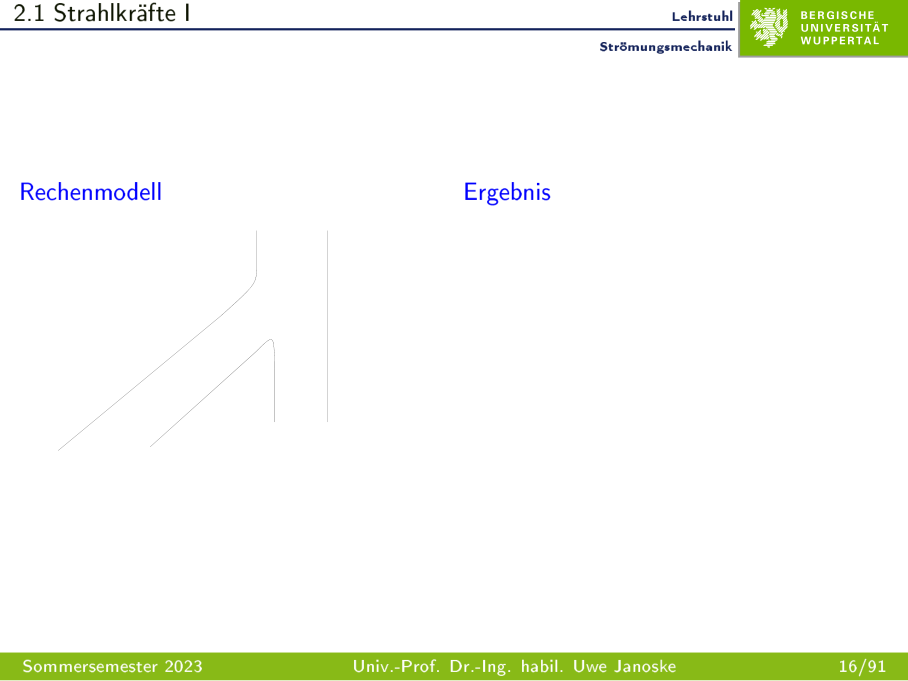 2.1 Strahlkräfte I
Lehrstuhl
Strömungsmechanik
BERGISCHE
UNIVERSITÄT
WUPPERTAL
Rechenmodell
Ergebnis
Sommersemester 2023
Univ.-Prof. Dr.-Ing. habil. Uwe Janoske
16/91